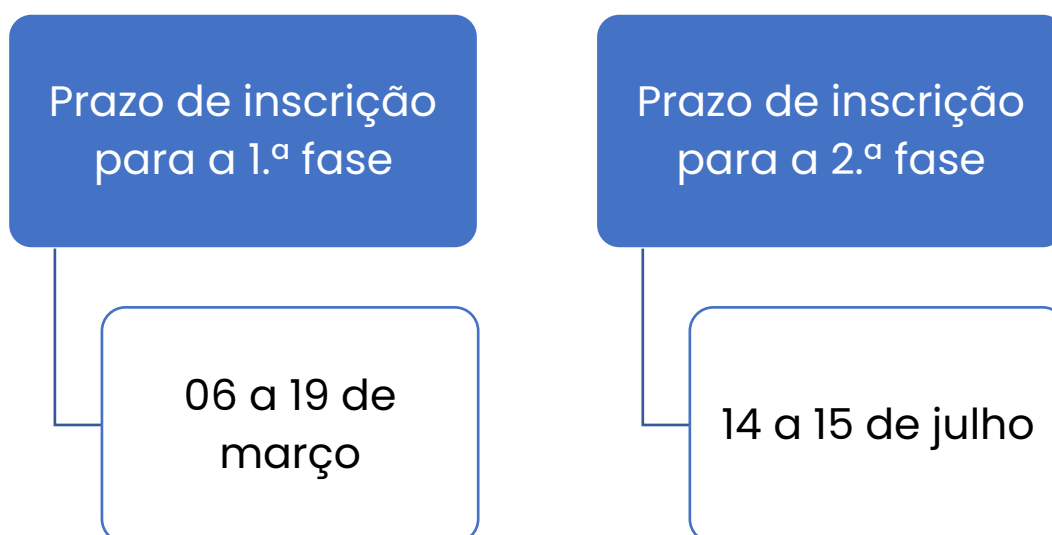 Prazo de inscrição
para a 1.ª fase
06 a 19 de
março
Prazo de inscrição
para a 2.ª fase
14 a 15 de julho